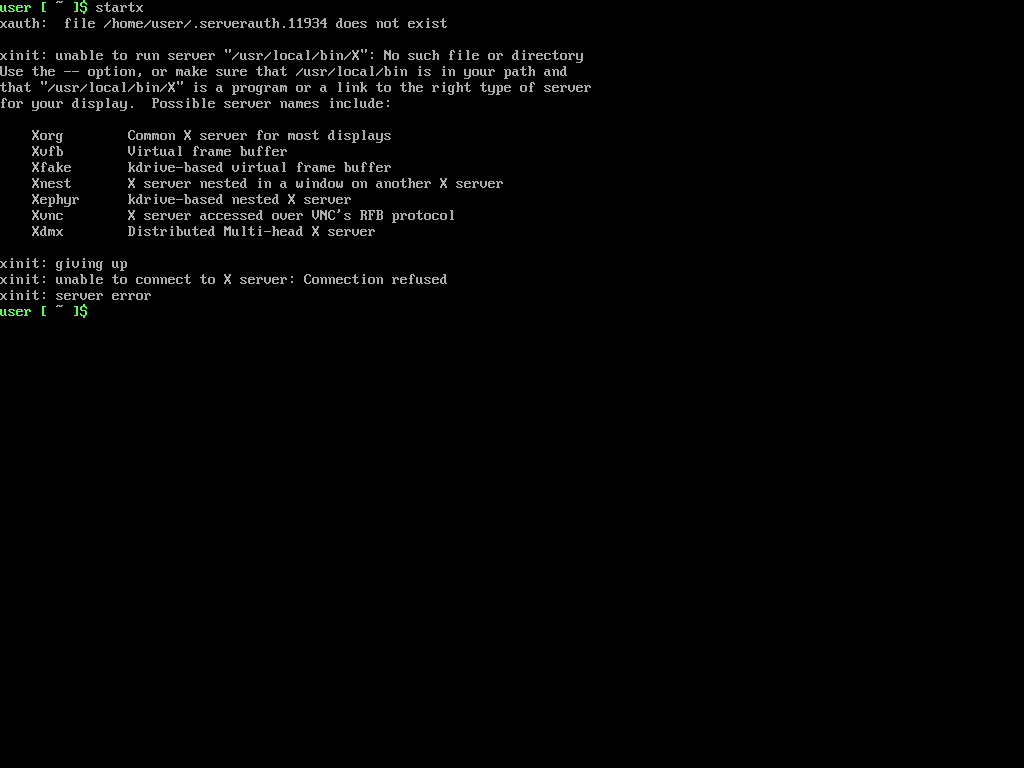 user [ ~ ]$ startx
xauth:  file /home/user/.serverauth.11934 does not exist

xinit: unable to run server "/usr/local/bin/X": No such file or directory
Use the -- option, or make sure that /usr/local/bin is in your path and
that "/usr/local/bin/X" is a program or a link to the right type of server
for your display.  Possible server names include:

    Xorg        Common X server for most displays
    Xvfb        Virtual frame buffer
    Xfake       kdrive-based virtual frame buffer
    Xnest       X server nested in a window on another X server
    Xephyr      kdrive-based nested X server
    Xvnc        X server accessed over VNC's RFB protocol
    Xdmx        Distributed Multi-head X server

xinit: giving up
xinit: unable to connect to X server: Connection refused
xinit: server error
user [ ~ ]$